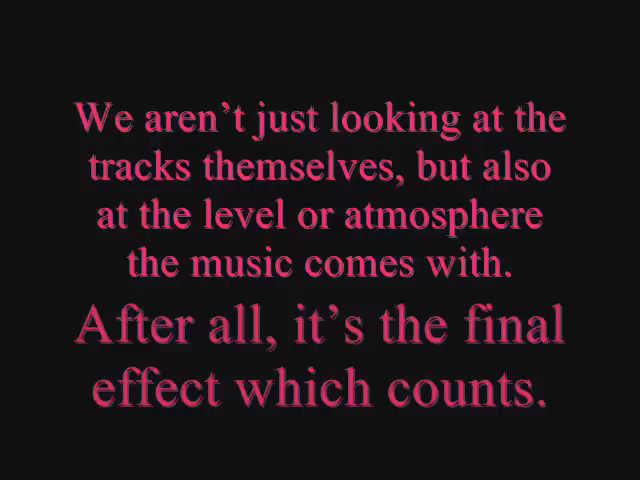 We aren’t just looking at the
tracks themselves, but also
at the level or atmosphere
the music comes with.
After all, it’s the final
effect which counts.